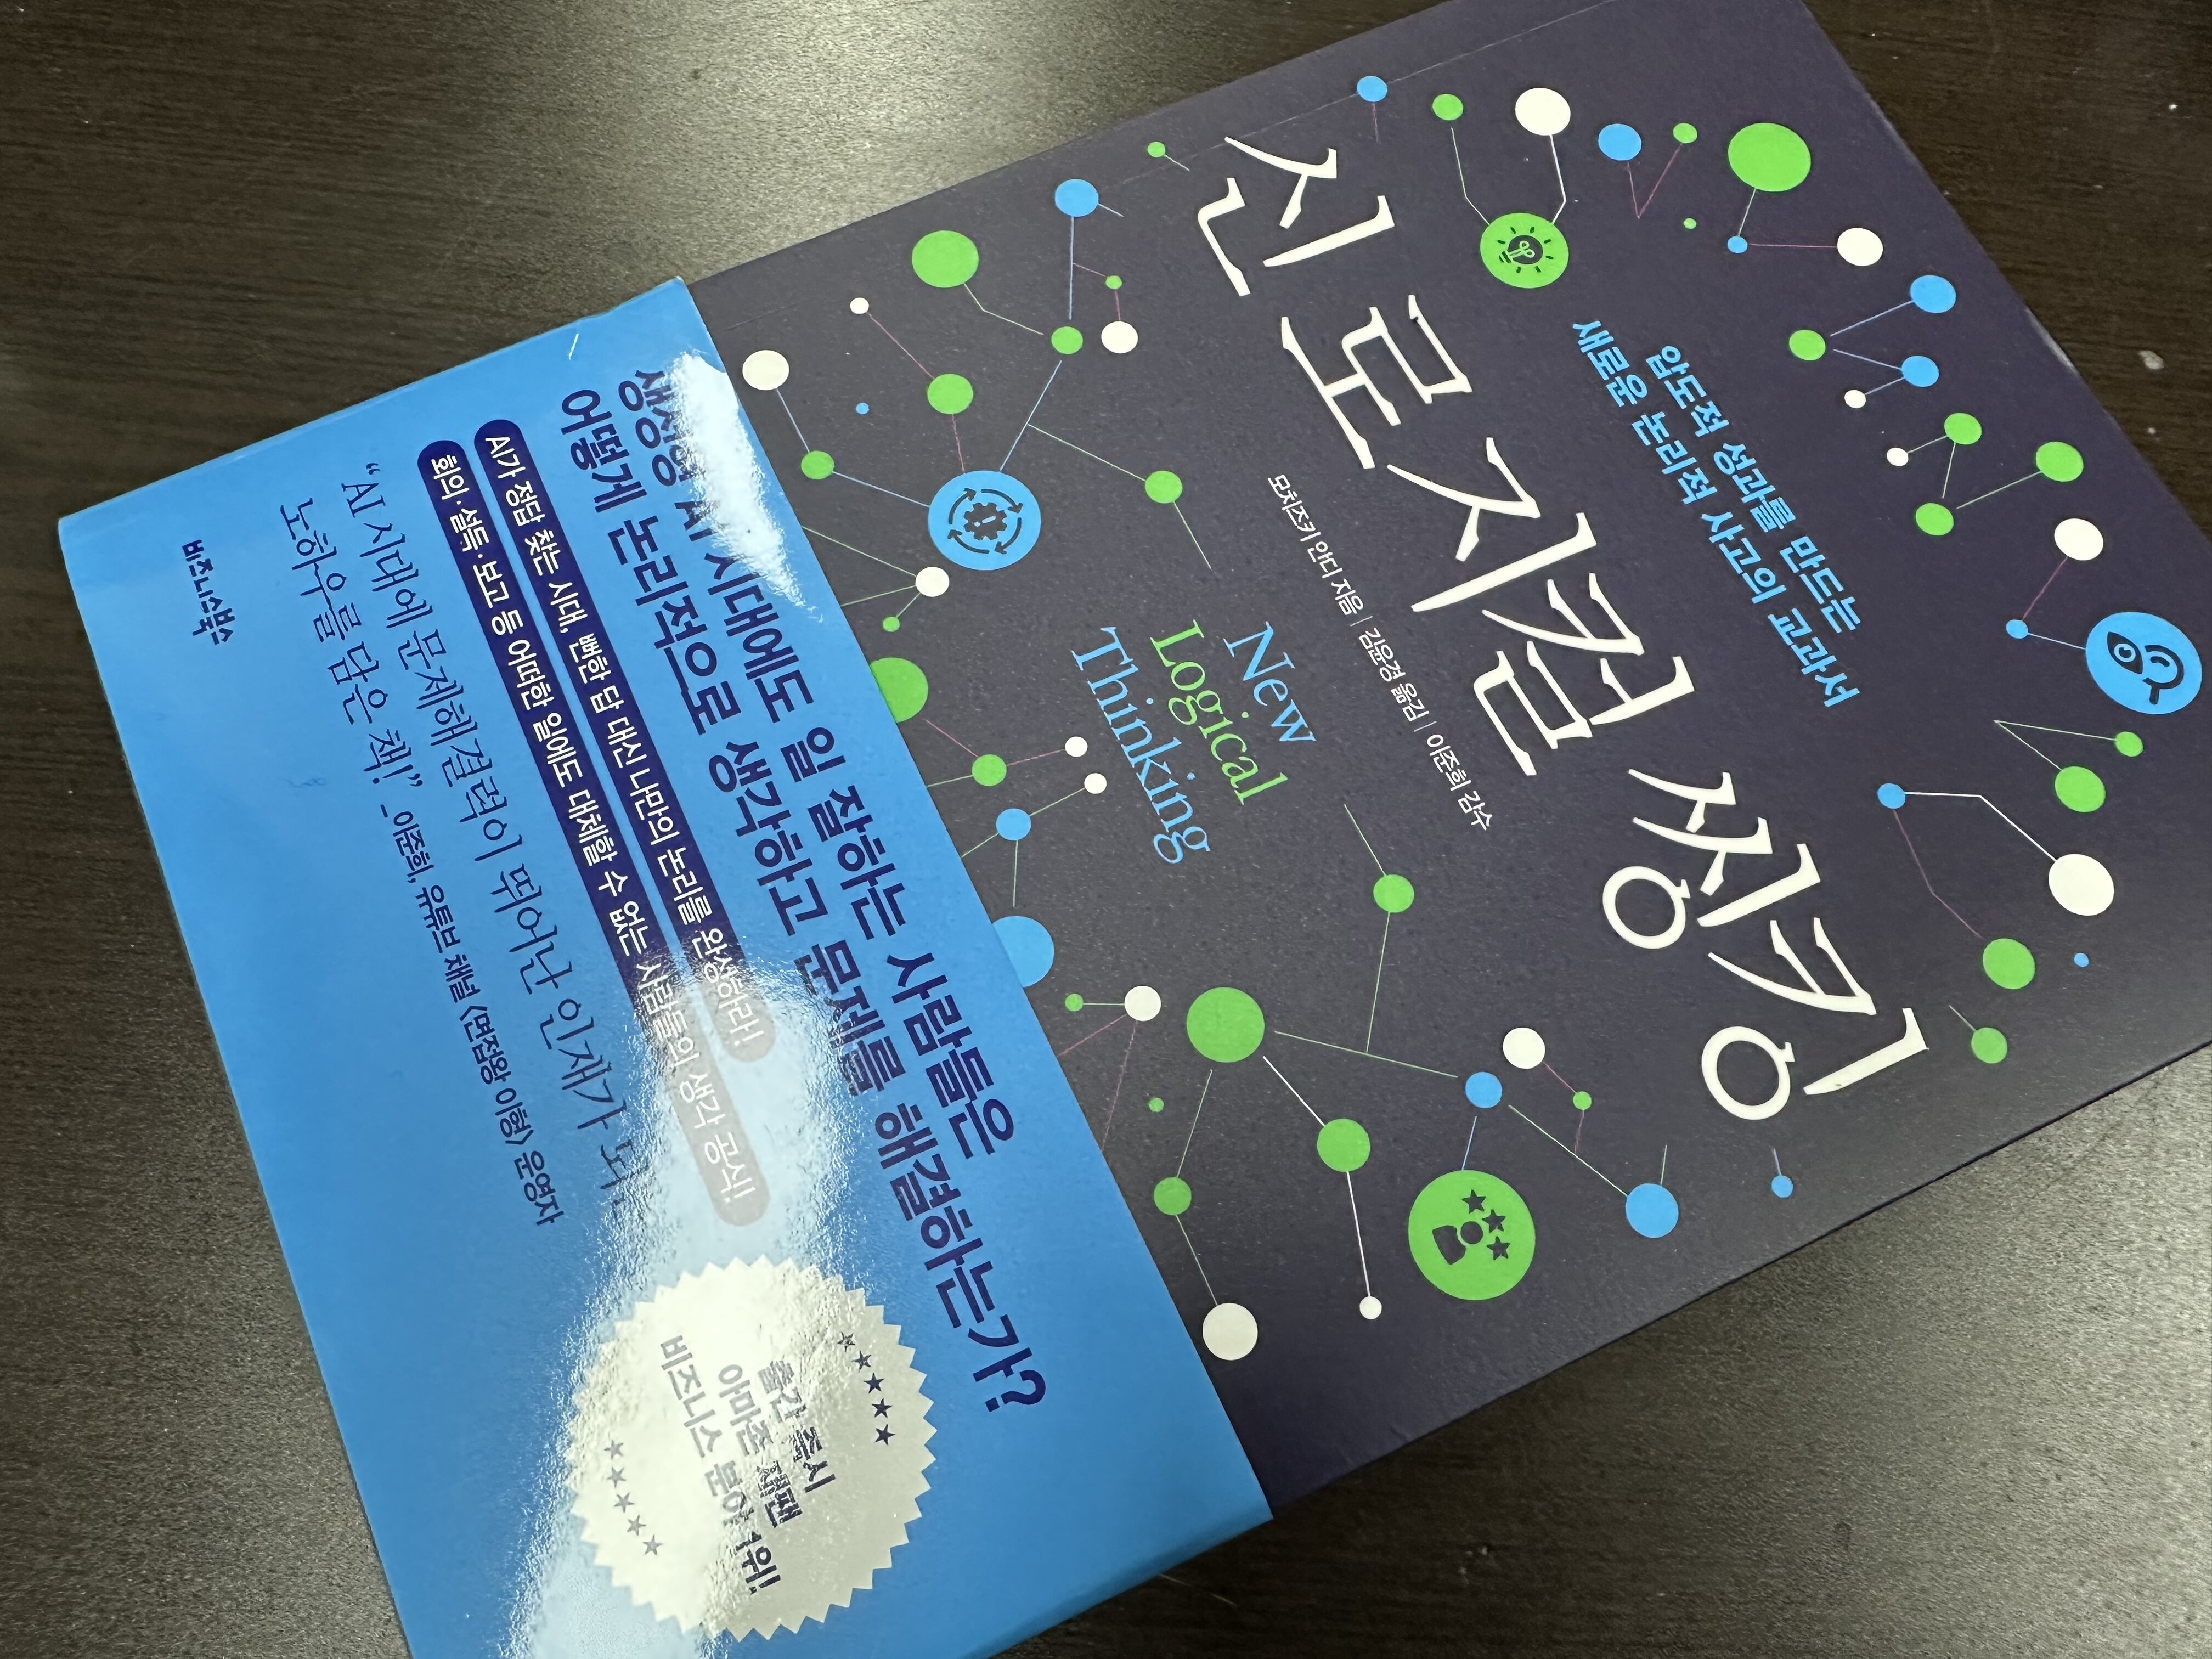 압도적 성과를 만드는
새로운 논리적 사고의 교과서
신 로지컬 씽킹
모치즈키 안디 지음 | 김윤경 옮김 | 이준희 감수
New
Logical
Thinking
생성형 AI 시대에도 일 잘하는 사람들은
어떻게 논리적으로 생각하고 문제를 해결하는가?
AI가 정답 찾는 시대, 뻔한 답 대신 나만의 논리를 완성하라!
회의·설득·보고 등 어떠한 일에도 대체할 수 없는 사람들의 생각 공식!
“AI 시대에 문제해결력이 뛰어난 인재가 되는
노하우를 담은 책!” _이준희, 유튜브 채널 〈면접왕 이형〉 운영자
출간 즉시
아마존 재팬
비즈니스 분야 1위!
비즈니스북스